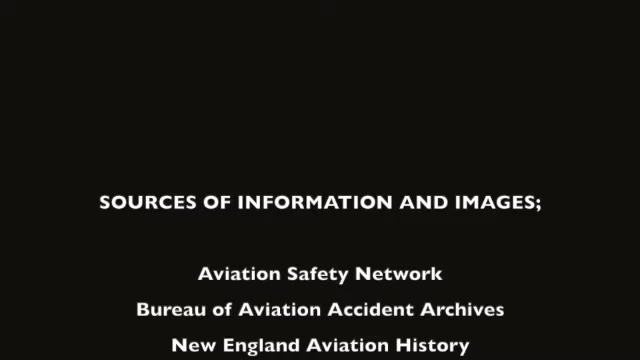 SOURCES OF INFORMATION AND IMAGES;
Aviation Safety Network
Bureau of Aviation Accident Archives
New England Aviation History